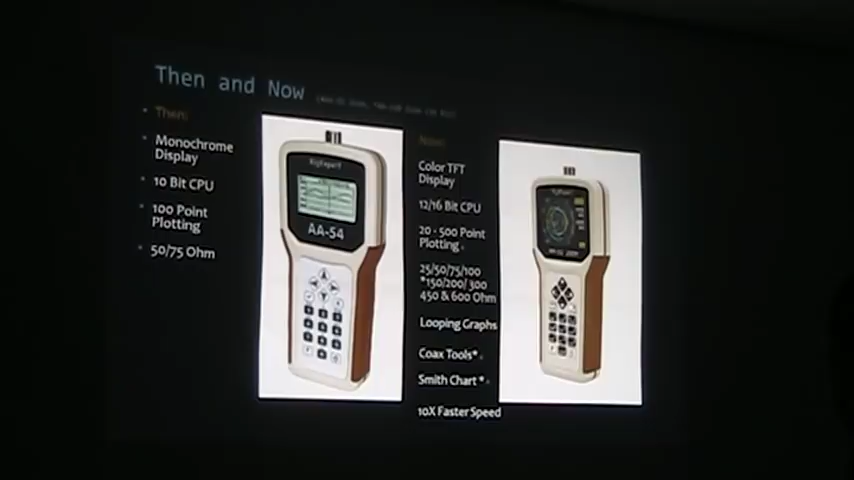 Then and Now
Then:
Monochrome
Display
10 Bit CPU
100 Point
Plotting
50/75 Ohm
RigExpert
AA-54
Now:
Color TFT
Display
12/16 Bit CPU
20 - 500 Point
Plotting
25/50/75/100
*150/200/ 300
450 & 600 Ohm
Looping Graphs
Coax Tools*
Smith Chart *
10X Faster Speed